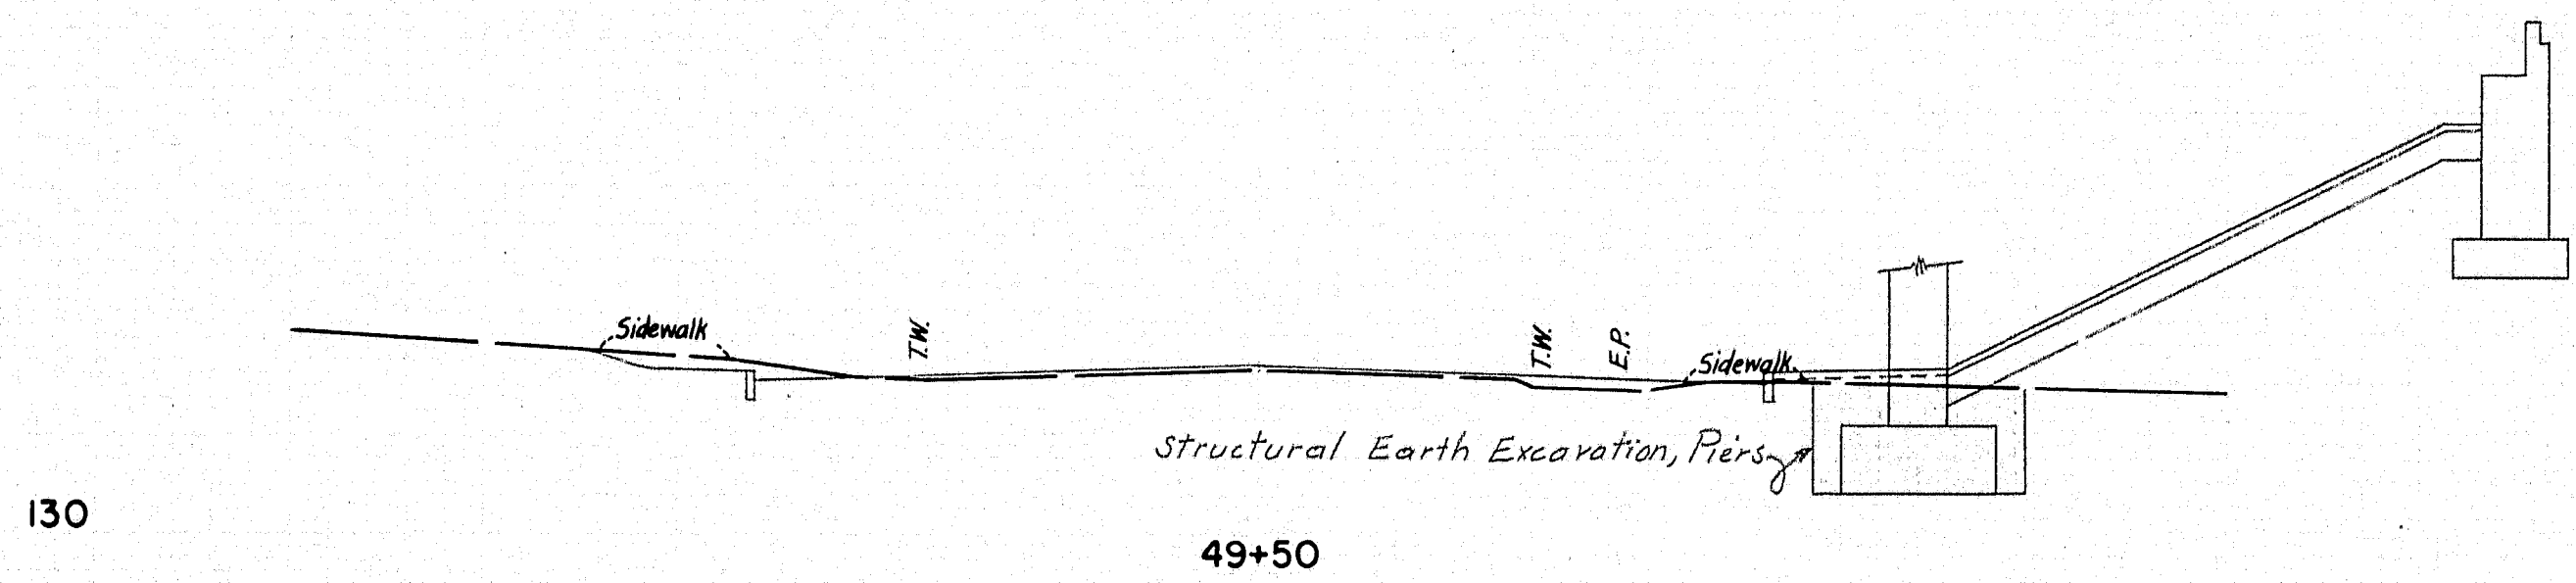 Sidewalk
T.W.
T.W.
E.P.
Sidewalk
Structural Earth Excavation, Piers
130
49+50